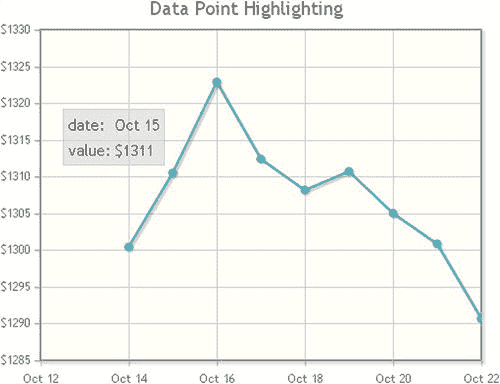 Data Point Highlighting
$1330
$1325
$1320
$1315
$1310
$1305
$1300
$1295
$1290
$1285
date: Oct 15
value: $1311
Oct 12 Oct 14 Oct 16 Oct 18 Oct 20 Oct 22